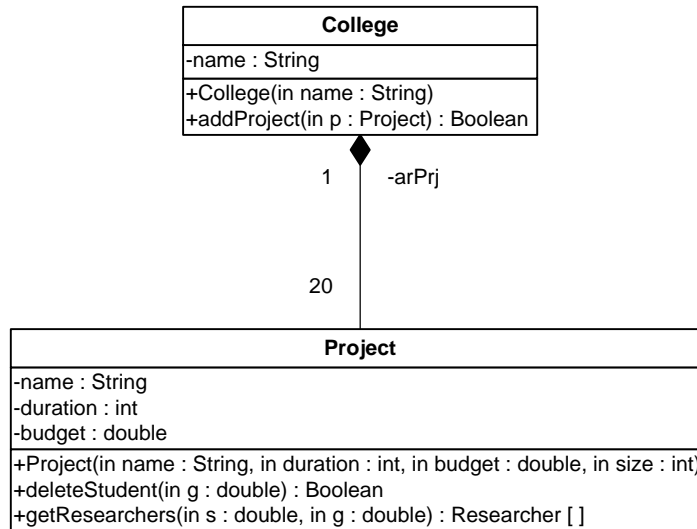 College
-name : String
+College(in name : String)
+addProject(in p : Project) : Boolean
1 -arPrj
20
Project
-name : String
-duration : int
-budget : double
+Project(in name : String, in duration : int, in budget : double, in size : int)
+deleteStudent(in g : double) : Boolean
+getResearchers(in s : double, in g : double) : Researcher [ ]